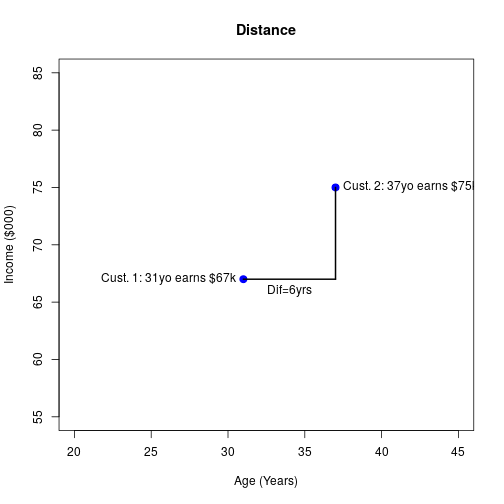 Distance
85
80
75
70
65
60
55
Income ($000)
Cust. 2: 37yo earns $75
Cust. 1: 31yo earns $67k
Dif=6yrs
20 25 30 35 40 45
Age (Years)